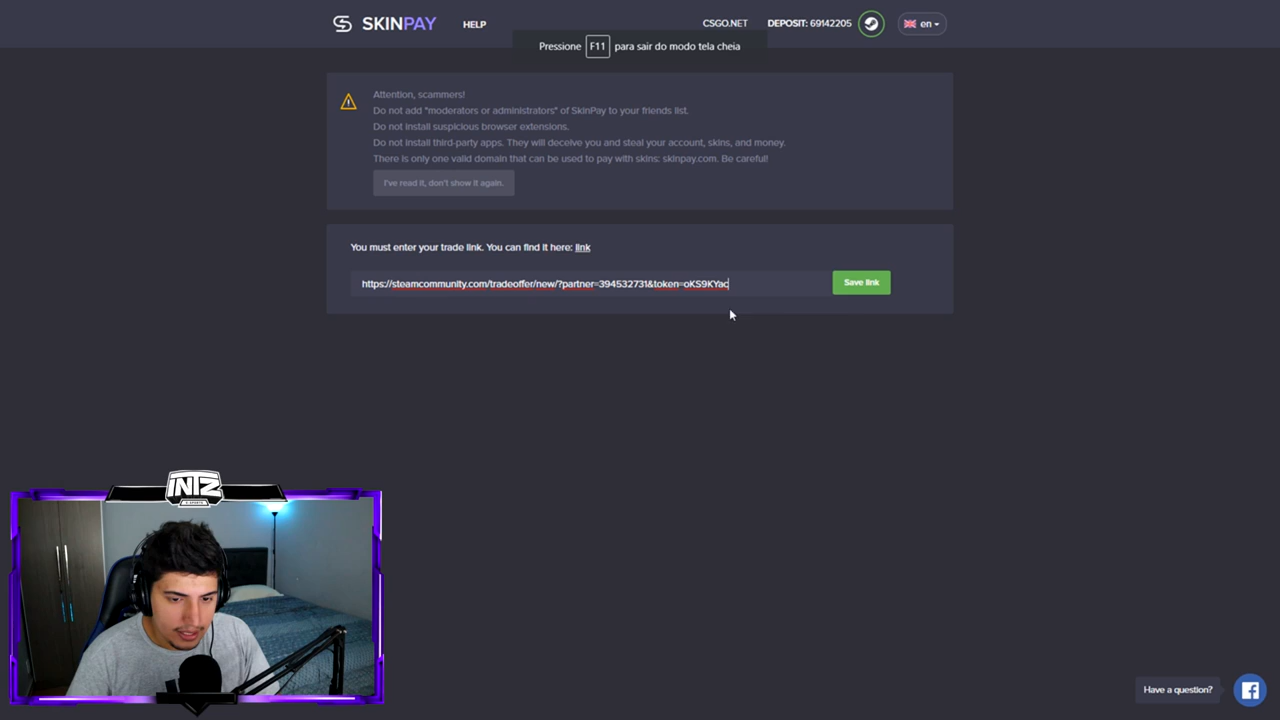 SKINPAY HELP CSGO.NET DEPOSIT: 69142205 en
Pressione F11 para sair do modo tela cheia
Attention, scammers!
Do not add "moderators or administrators" of SkinPay to your friends list.
Do not install suspicious browser extensions.
Do not install third-party apps. They will deceive you and steal your account, skins, and money.
There is only one valid domain that can be used to pay with skins: skinpay.com. Be careful!
I've read it, don't show it again.
You must enter your trade link. You can find it here: link
https://steamcommunity.com/tradeoffer/new/?partner=394532731&token=oKS9KYac Save link
INTZ
Have a question?